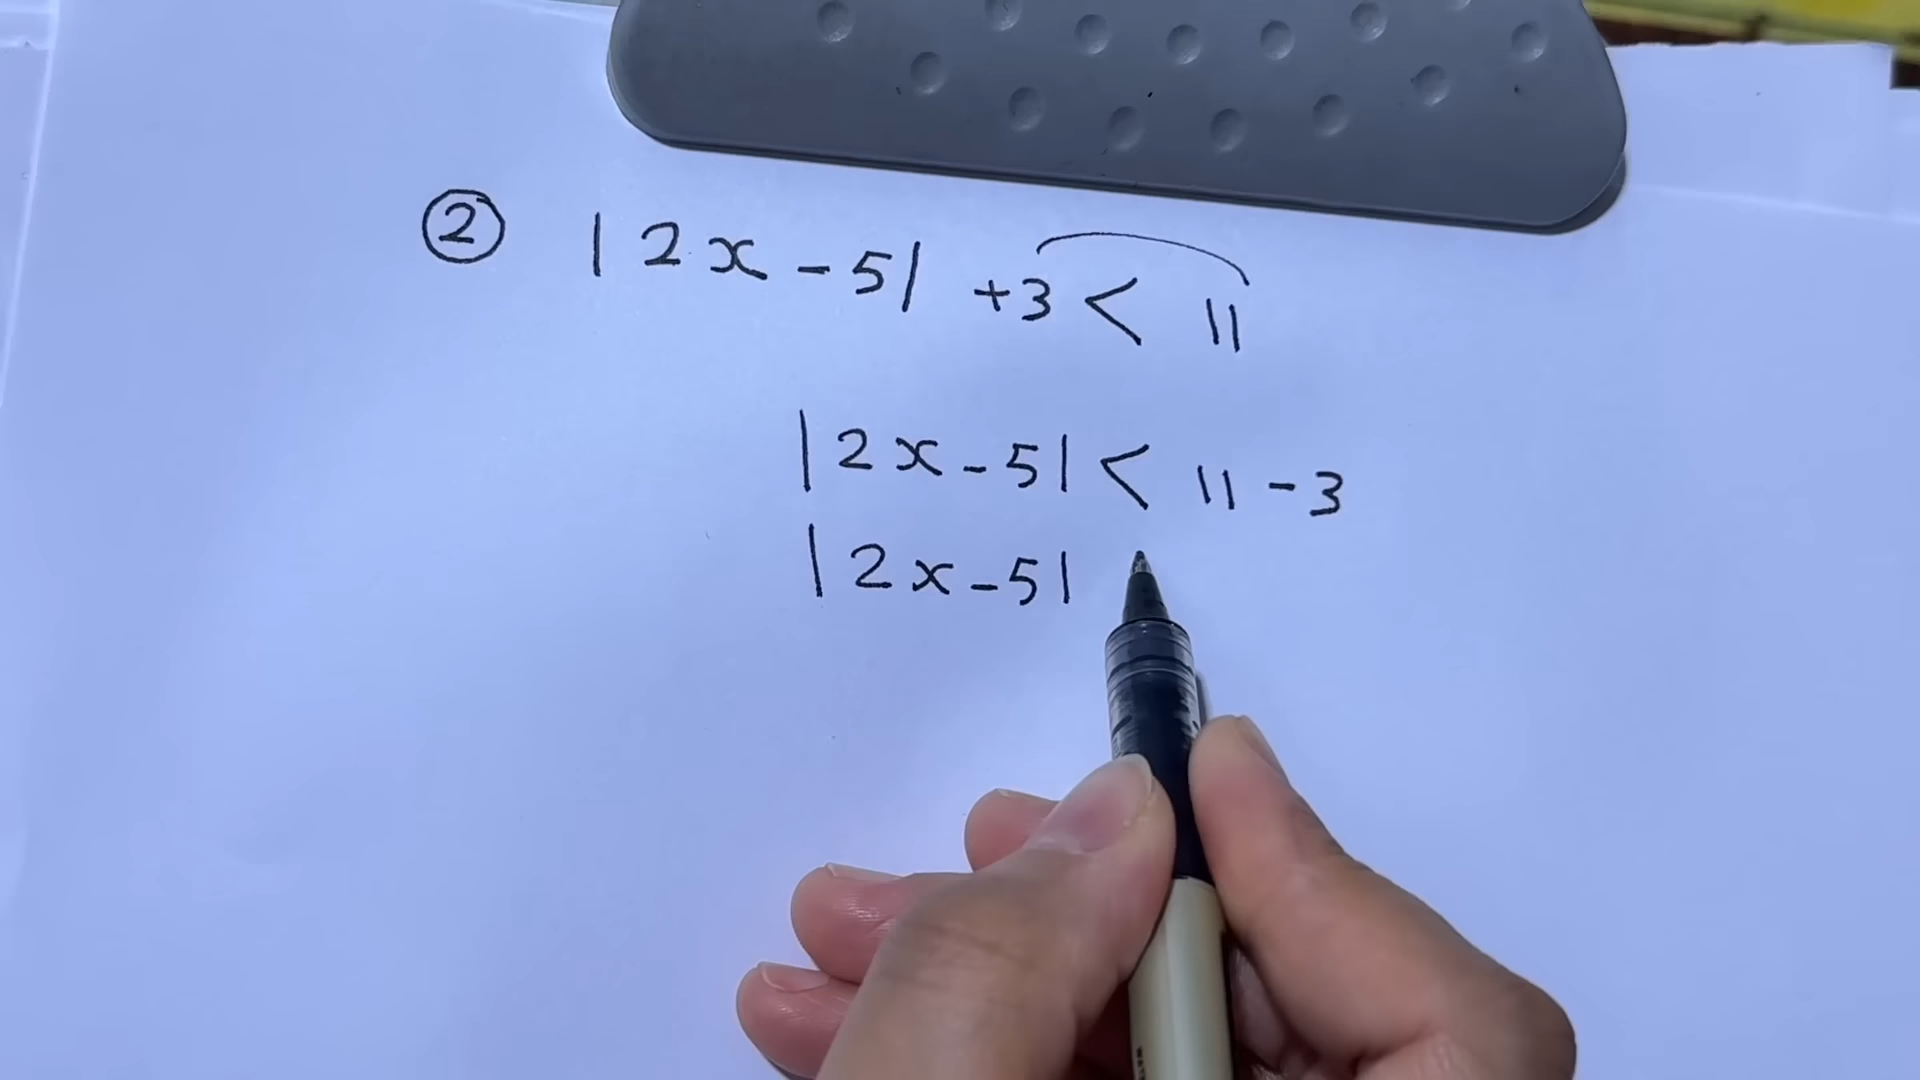 ② |2x-5| +3 < 11
|2x-5| < 11-3
|2x-5|